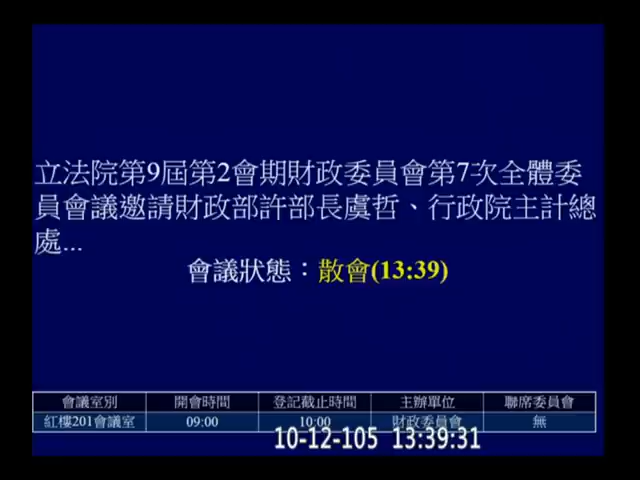 立法院第9屆第2會期財政委員會第7次全體委
員會議邀請財政部許部長虞哲、行政院主計總
處...
會議狀態：散會(13:39)
會議室別 開會時間 登記截止時間 主辦單位 聯席委員會
紅樓201會議室 09:00 10:00 財政委員會 無
10-12-105 13:39:31